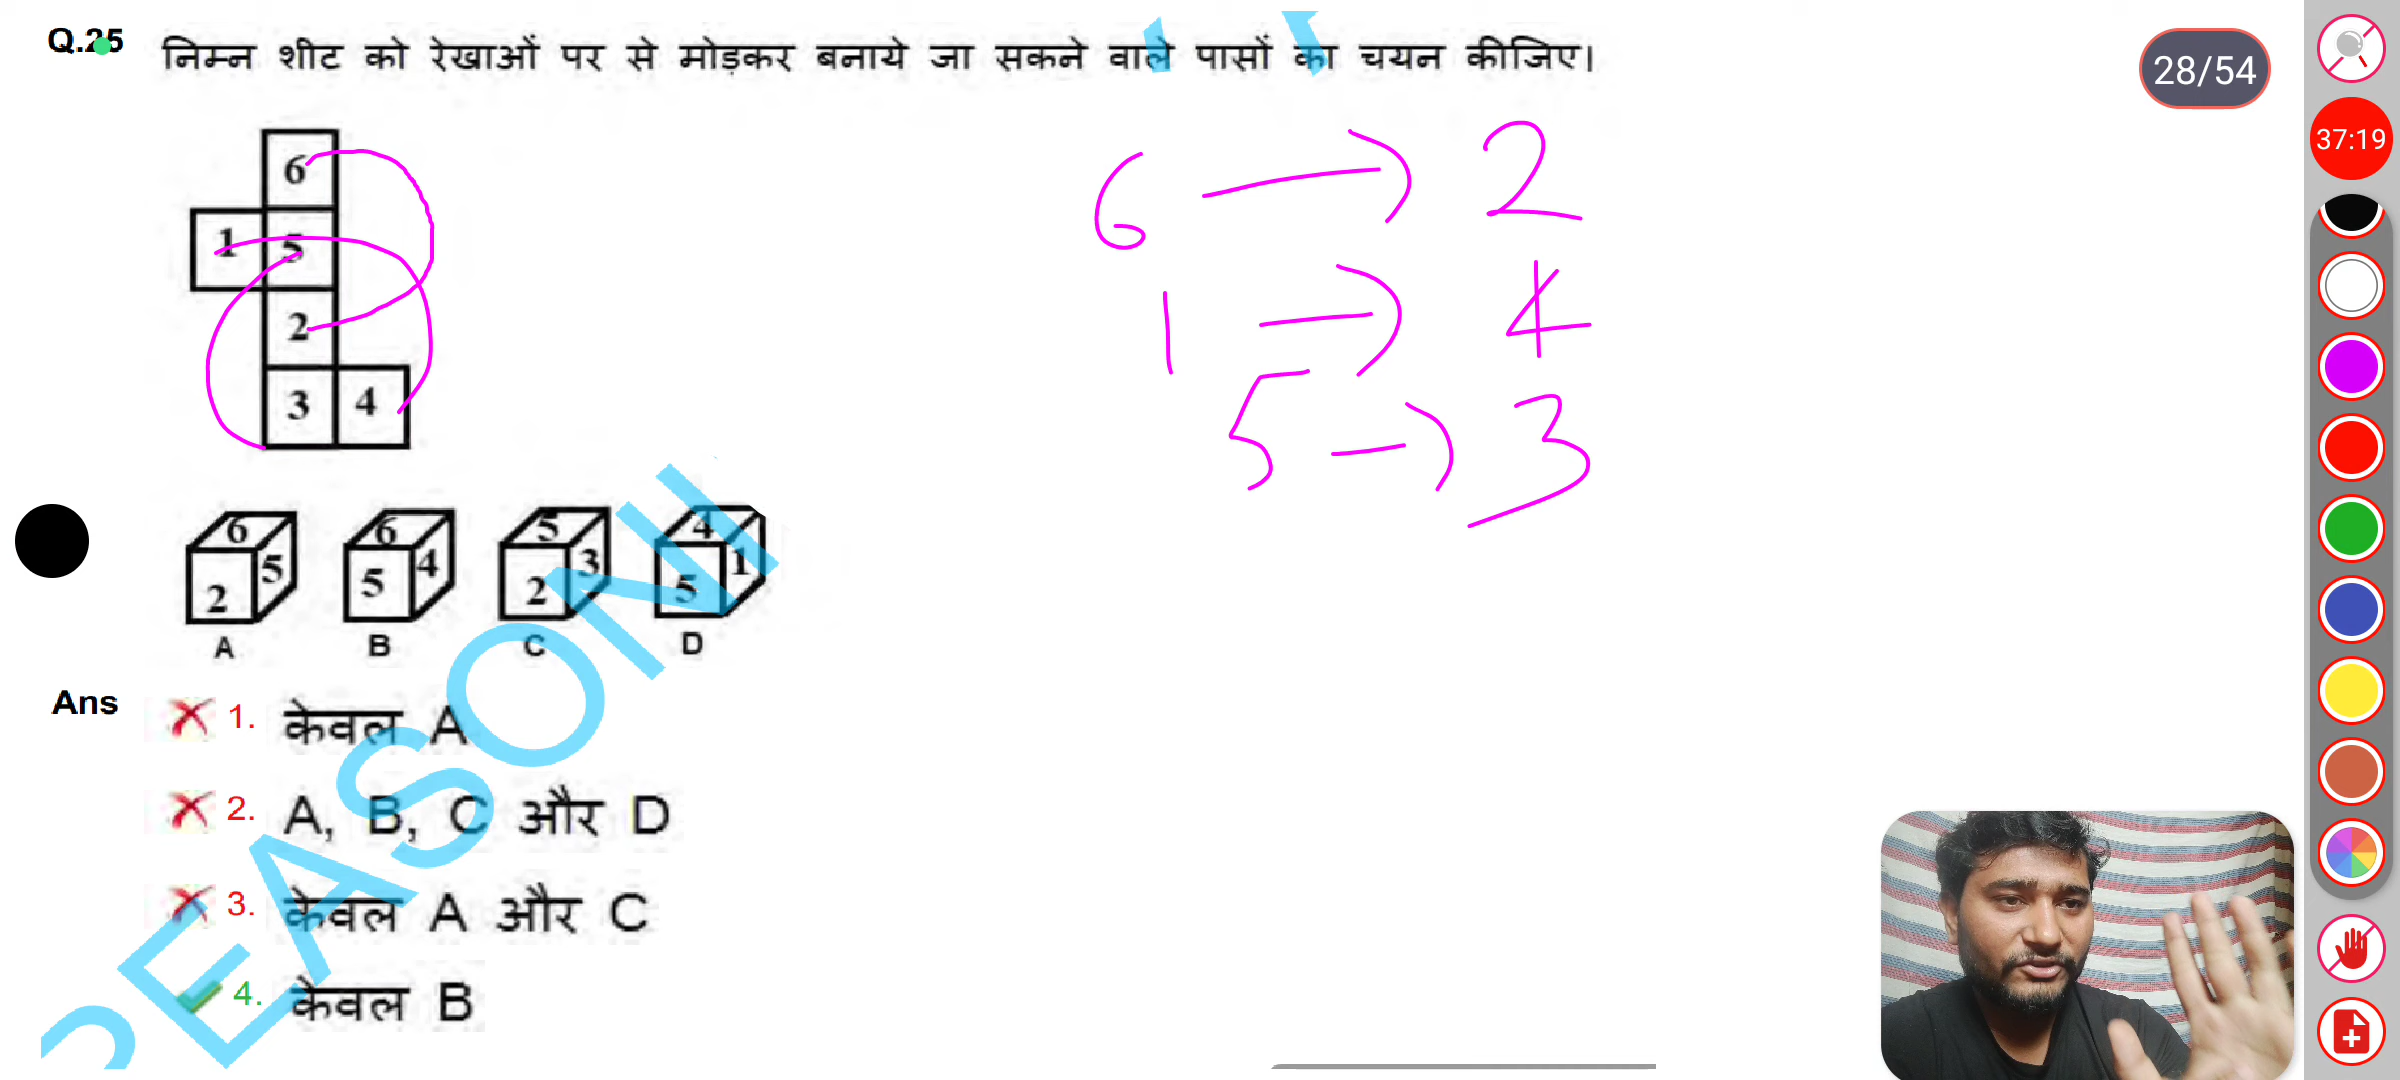 Q.25 निम्न शीट को रेखाओं पर से मोड़कर बनाये जा सकने वाले पासों का चयन कीजिए।
28/54
37:19
6
1 5
2
3 4
6 → 2
1 → 4
5 → 3
6 5 2
6 4 5
5 3 2
4 1 5
A B C D
Ans
1. केवल A
2. A, B, C और D
3. केवल A और C
4. केवल B
REASONI